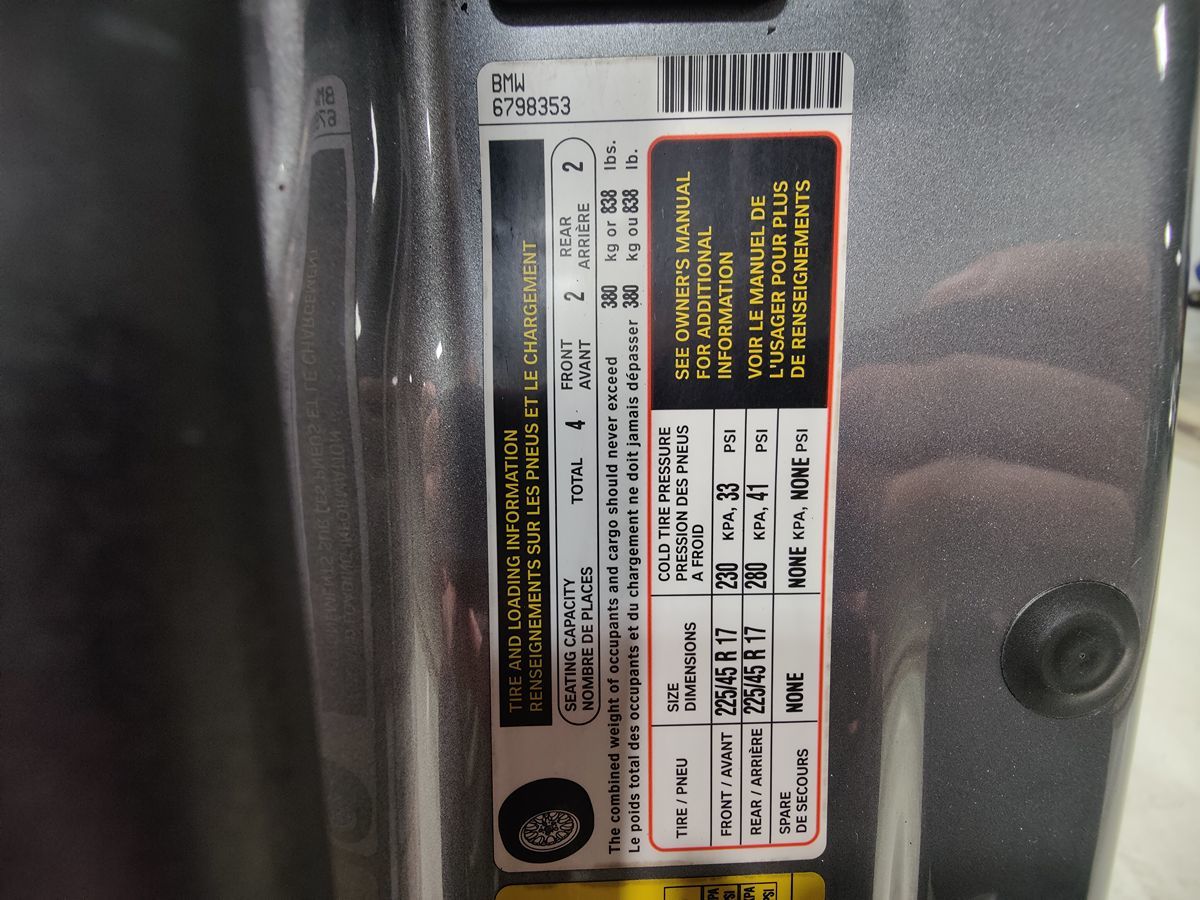 BMW
6798353
TIRE AND LOADING INFORMATION
RENSEIGNEMENTS SUR LES PNEUS ET LE CHARGEMENT
SEATING CAPACITY
NOMBRE DE PLACES
TOTAL 4
FRONT
AVANT
2
REAR
ARRIÈRE
2
The combined weight of occupants and cargo should never exceed 380 kg or 838 lbs.
Le poids total des occupants et du chargement ne doit jamais dépasser 380 kg ou 838 lb.
TIRE / PNEU
SIZE
DIMENSIONS
COLD TIRE PRESSURE
PRESSION DES PNEUS
A FROID
FRONT / AVANT 225/45 R 17 230 KPA, 33 PSI
REAR / ARRIÈRE 225/45 R 17 280 KPA, 41 PSI
SPARE
DE SECOURS
NONE NONE KPA, NONE PSI
SEE OWNER'S MANUAL
FOR ADDITIONAL
INFORMATION
VOIR LE MANUEL DE
L'USAGER POUR PLUS
DE RENSEIGNEMENTS
KPA
PSI
KPA
PSI